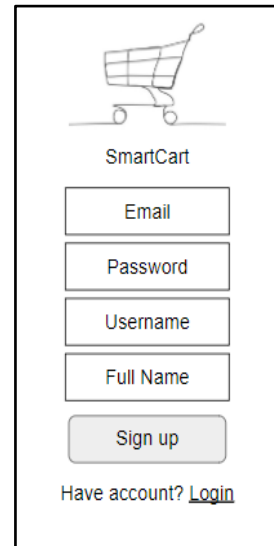 SmartCart
Email
Password
Username
Full Name
Sign up
Have account? Login